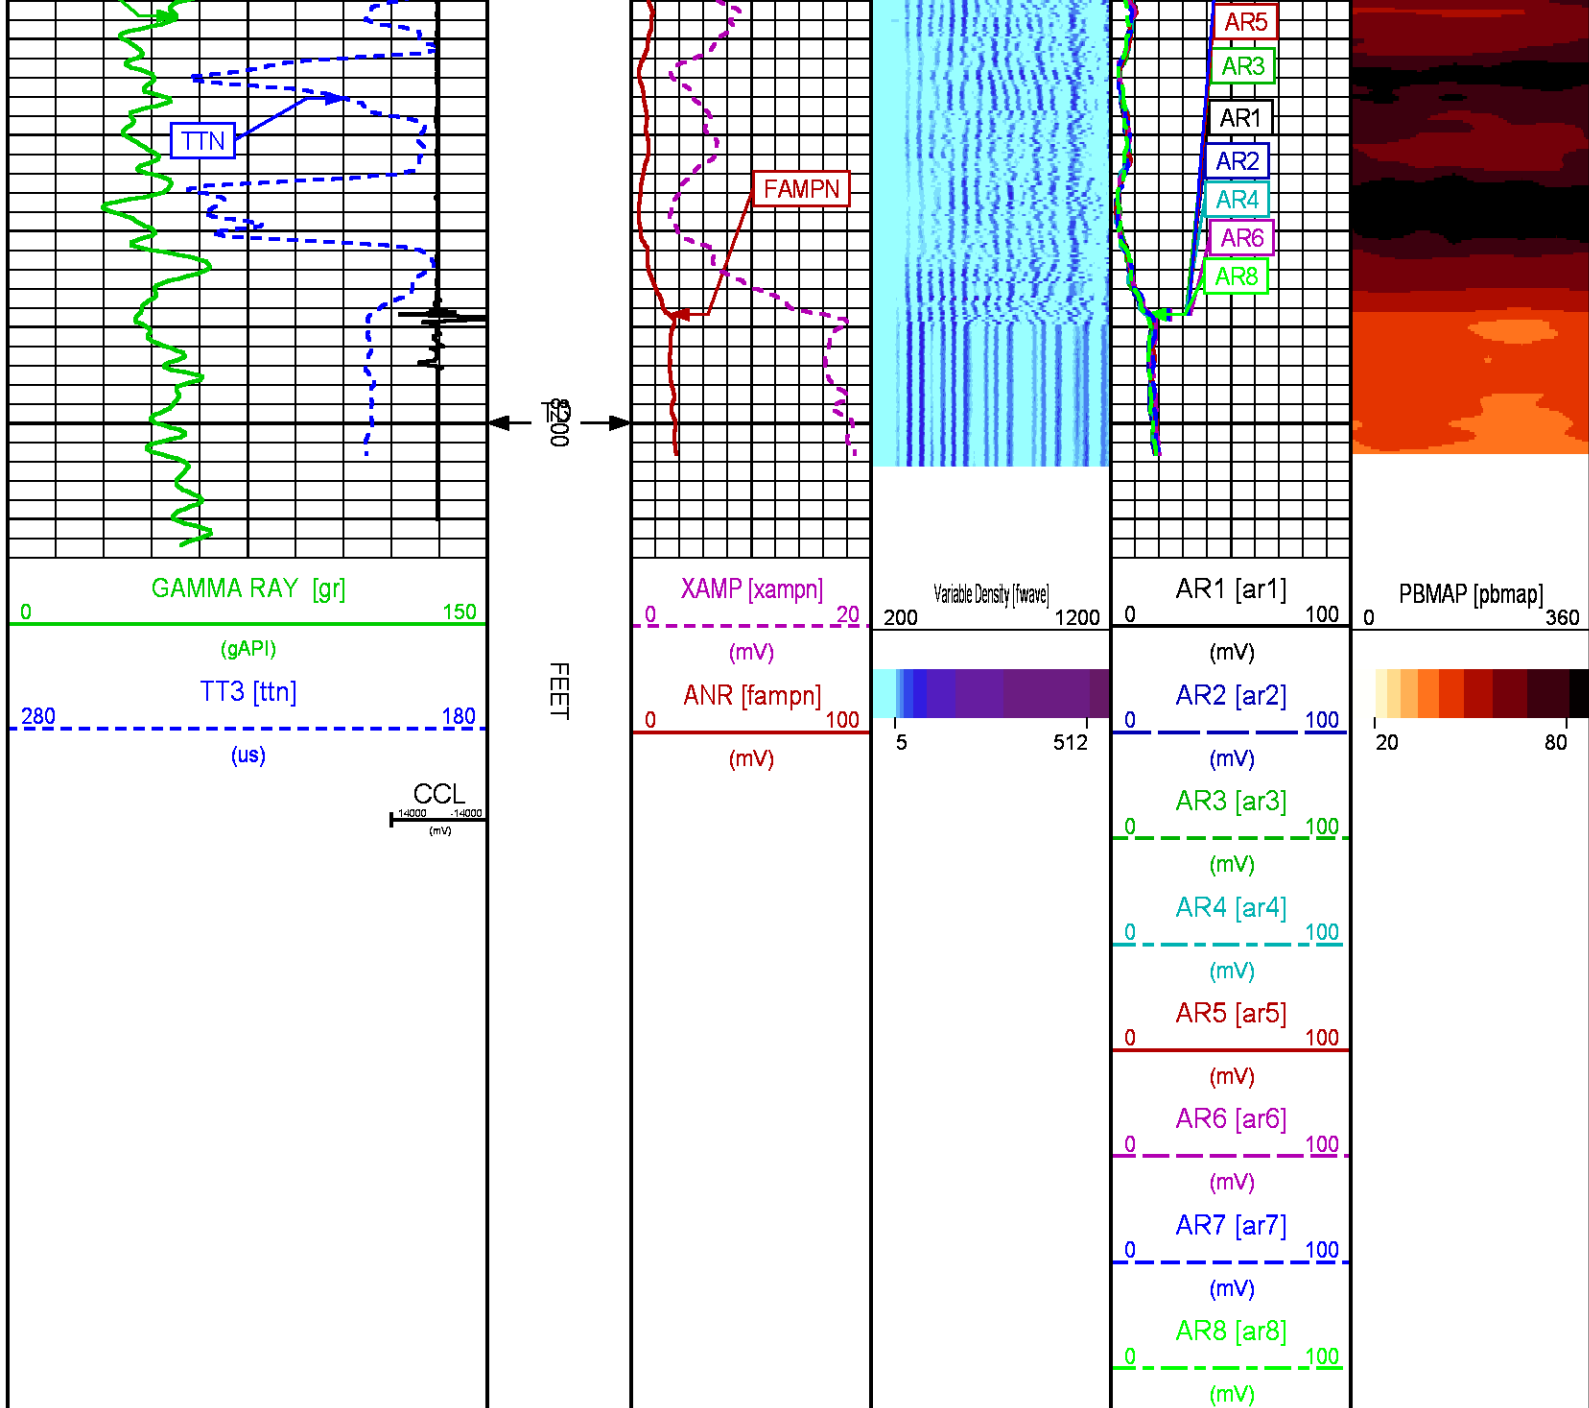 TTN
FAMPN
AR5
AR3
AR1
AR2
AR4
AR6
AR8
8200
GAMMA RAY [gr]
0 150
(gAPI)
TT3 [ttn]
280 180
(us)
CCL
14000 -14000
(mV)
FEET
XAMP [xampn]
0 20
(mV)
ANR [fampn]
0 100
(mV)
Variable Density [fwave]
200 1200
5 512
AR1 [ar1]
0 100
(mV)
AR2 [ar2]
0 100
(mV)
AR3 [ar3]
0 100
(mV)
AR4 [ar4]
0 100
(mV)
AR5 [ar5]
0 100
(mV)
AR6 [ar6]
0 100
(mV)
AR7 [ar7]
0 100
(mV)
AR8 [ar8]
0 100
(mV)
PBMAP [pbmap]
0 360
20 80